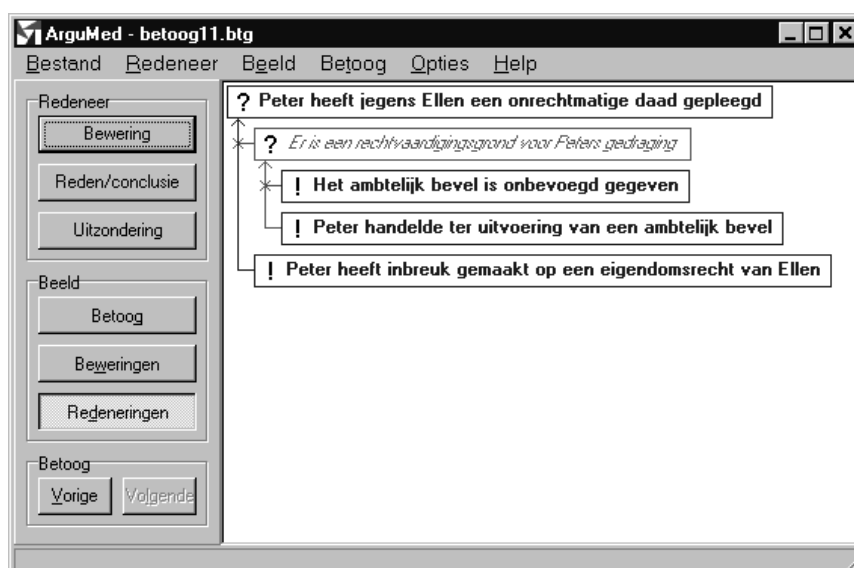 ArguMed - betoog11.btg
Bestand Redeneer Beeld Betoog Opties Help
Redeneer
Bewering
Reden/conclusie
Uitzondering
Beeld
Betoog
Beweringen
Redeneringen
Betoog
Vorige Volgende
? Peter heeft jegens Ellen een onrechtmatige daad gepleegd
? Er is een rechtvaardigingsgrond voor Peters gedraging
! Het ambtelijk bevel is onbevoegd gegeven
! Peter handelde ter uitvoering van een ambtelijk bevel
! Peter heeft inbreuk gemaakt op een eigendomsrecht van Ellen